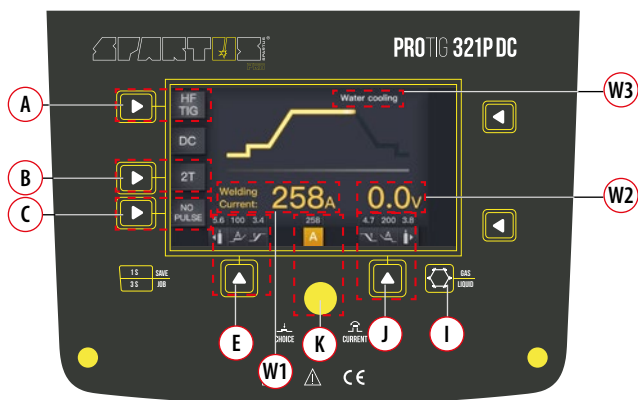 SPARTUS®
PROTIG 321P DC
A
HF
TIG
Water cooling
W3
DC
B
2T
C
NO
PULSE
Welding
Current:
258A
0.0V
W2
5.6 100 3.4
258
4.7 200 3.8
A
A
A
1 S SAVE
3 S JOB
GAS
LIQUID
E
CHOICE
K
CURRENT
J
I
W1
CE